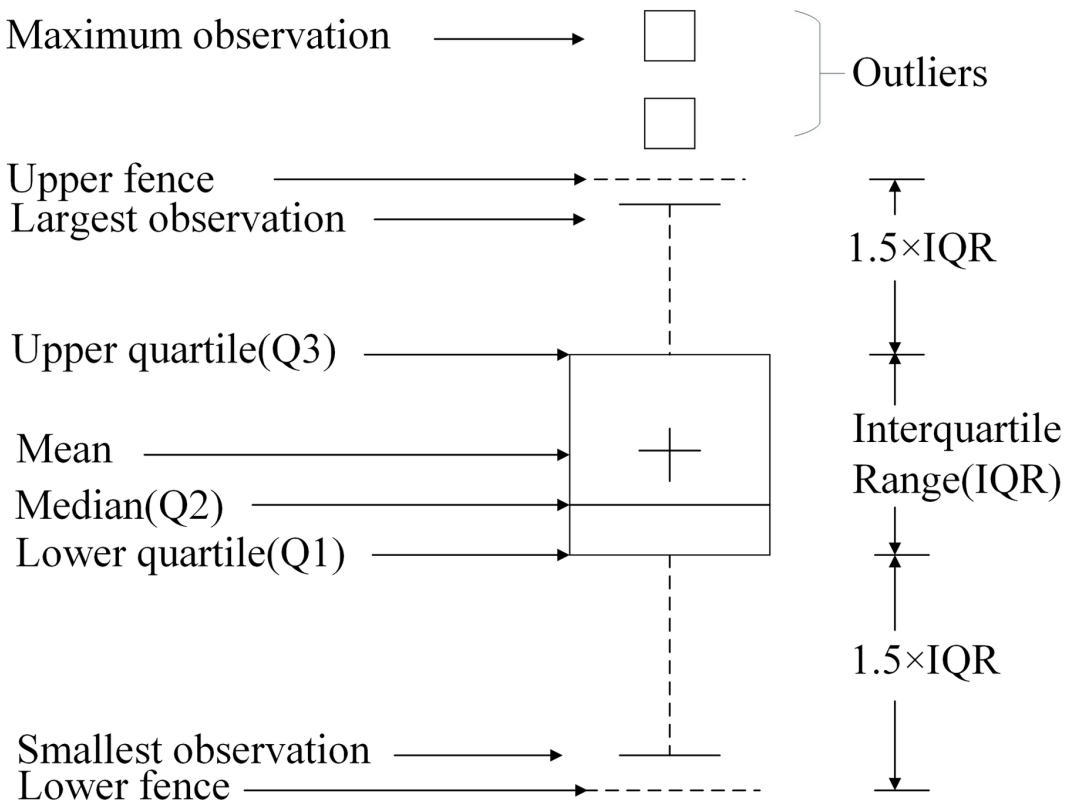 Maximum observation
Outliers
Upper fence
Largest observation
1.5×IQR
Upper quartile(Q3)
Mean
Interquartile
Range(IQR)
Median(Q2)
Lower quartile(Q1)
1.5×IQR
Smallest observation
Lower fence